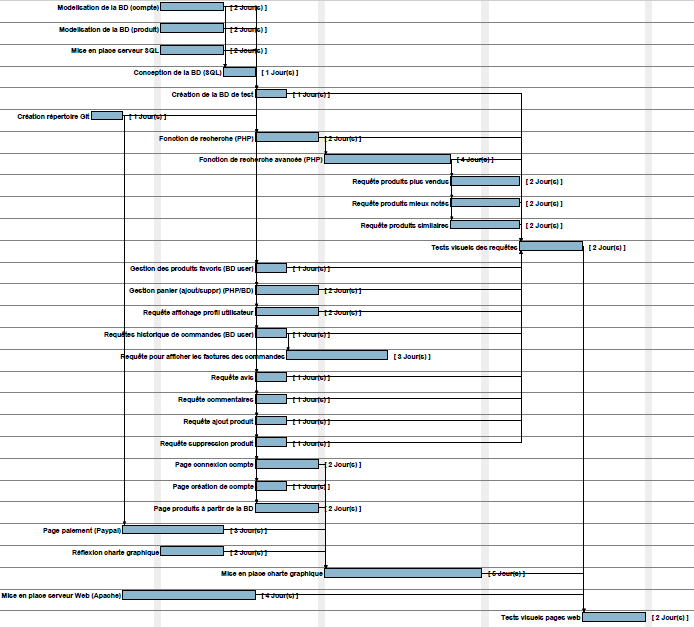 Modélisation de la BD (compte) [ 2 Jour(s) ]
Modélisation de la BD (produit) [ 2 Jour(s) ]
Mise en place serveur SQL [ 2 Jour(s) ]
Conception de la BD (SQL) [ 1 Jour(s) ]
Création de la BD de test [ 1 Jour(s) ]
Création répertoire Git [ 1 Jour(s) ]
Fonction de recherche (PHP) [ 2 Jour(s) ]
Fonction de recherche avancée (PHP) [ 4 Jour(s) ]
Requête produits plus vendus [ 2 Jour(s) ]
Requête produits mieux notés [ 2 Jour(s) ]
Requête produits similaires [ 2 Jour(s) ]
Tests visuels des requêtes [ 2 Jour(s) ]
Gestion des produits favoris (BD user) [ 1 Jour(s) ]
Gestion panier (ajout/suppr) (PHP/BD) [ 2 Jour(s) ]
Requête affichage profil utilisateur [ 2 Jour(s) ]
Requêtes historique de commandes (BD user) [ 1 Jour(s) ]
Requête pour afficher les factures des commandes [ 3 Jour(s) ]
Requête avis [ 1 Jour(s) ]
Requête commentaires [ 1 Jour(s) ]
Requête ajout produit [ 1 Jour(s) ]
Requête suppression produit [ 1 Jour(s) ]
Page connexion compte [ 2 Jour(s) ]
Page création de compte [ 1 Jour(s) ]
Page produits à partir de la BD [ 2 Jour(s) ]
Page paiement (Paypal) [ 3 Jour(s) ]
Réflexion charte graphique [ 2 Jour(s) ]
Mise en place charte graphique [ 5 Jour(s) ]
Mise en place serveur Web (Apache) [ 4 Jour(s) ]
Tests visuels pages web [ 2 Jour(s) ]